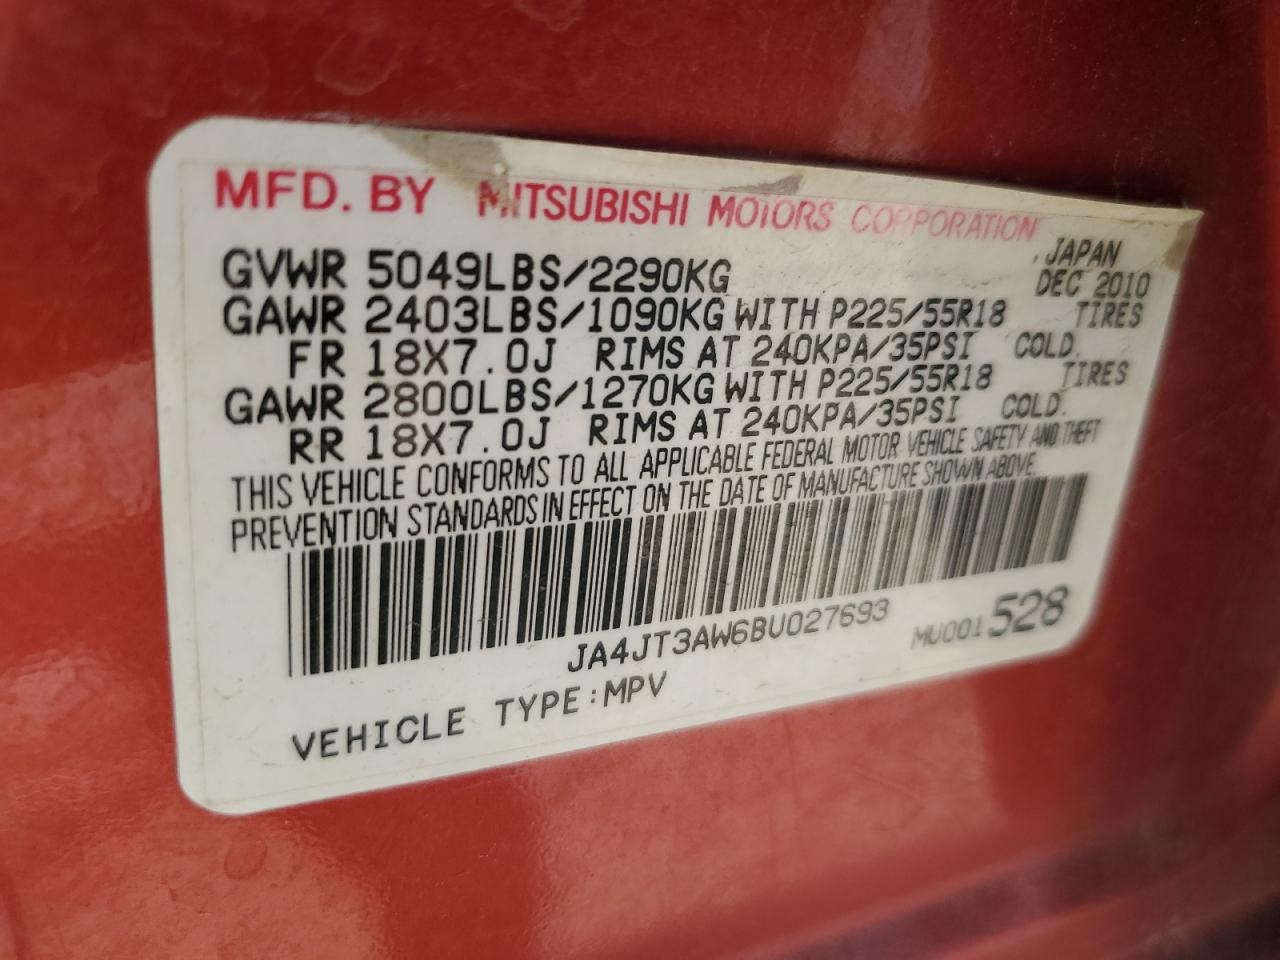 MFD. BY MITSUBISHI MOTORS CORPORATION
JAPAN
GVWR 5049LBS/2290KG DEC 2010
GAWR 2403LBS/1090KG WITH P225/55R18 TIRES
FR 18X7.0J RIMS AT 240KPA/35PSI COLD.
GAWR 2800LBS/1270KG WITH P225/55R18 TIRES
RR 18X7.0J RIMS AT 240KPA/35PSI COLD.
THIS VEHICLE CONFORMS TO ALL APPLICABLE FEDERAL MOTOR VEHICLE SAFETY AND THEFT
PREVENTION STANDARDS IN EFFECT ON THE DATE OF MANUFACTURE SHOWN ABOVE.
JA4JT3AW6BU027693 MU001528
VEHICLE TYPE:MPV